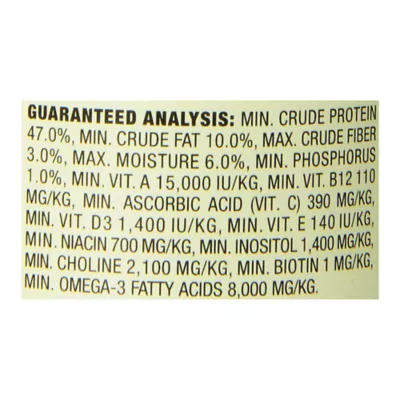 GUARANTEED ANALYSIS: MIN. CRUDE PROTEIN
47.0%, MIN. CRUDE FAT 10.0%, MAX. CRUDE FIBER
3.0%, MAX. MOISTURE 6.0%, MIN. PHOSPHORUS
1.0%, MIN. VIT. A 15,000 IU/KG, MIN. VIT. B12 110
MG/KG, MIN. ASCORBIC ACID (VIT. C) 390 MG/KG,
MIN. VIT. D3 1,400 IU/KG, MIN. VIT. E 140 IU/KG,
MIN. NIACIN 700 MG/KG, MIN. INOSITOL 1,400 MG/KG,
MIN. CHOLINE 2,100 MG/KG, MIN. BIOTIN 1 MG/KG,
MIN. OMEGA-3 FATTY ACIDS 8,000 MG/KG.